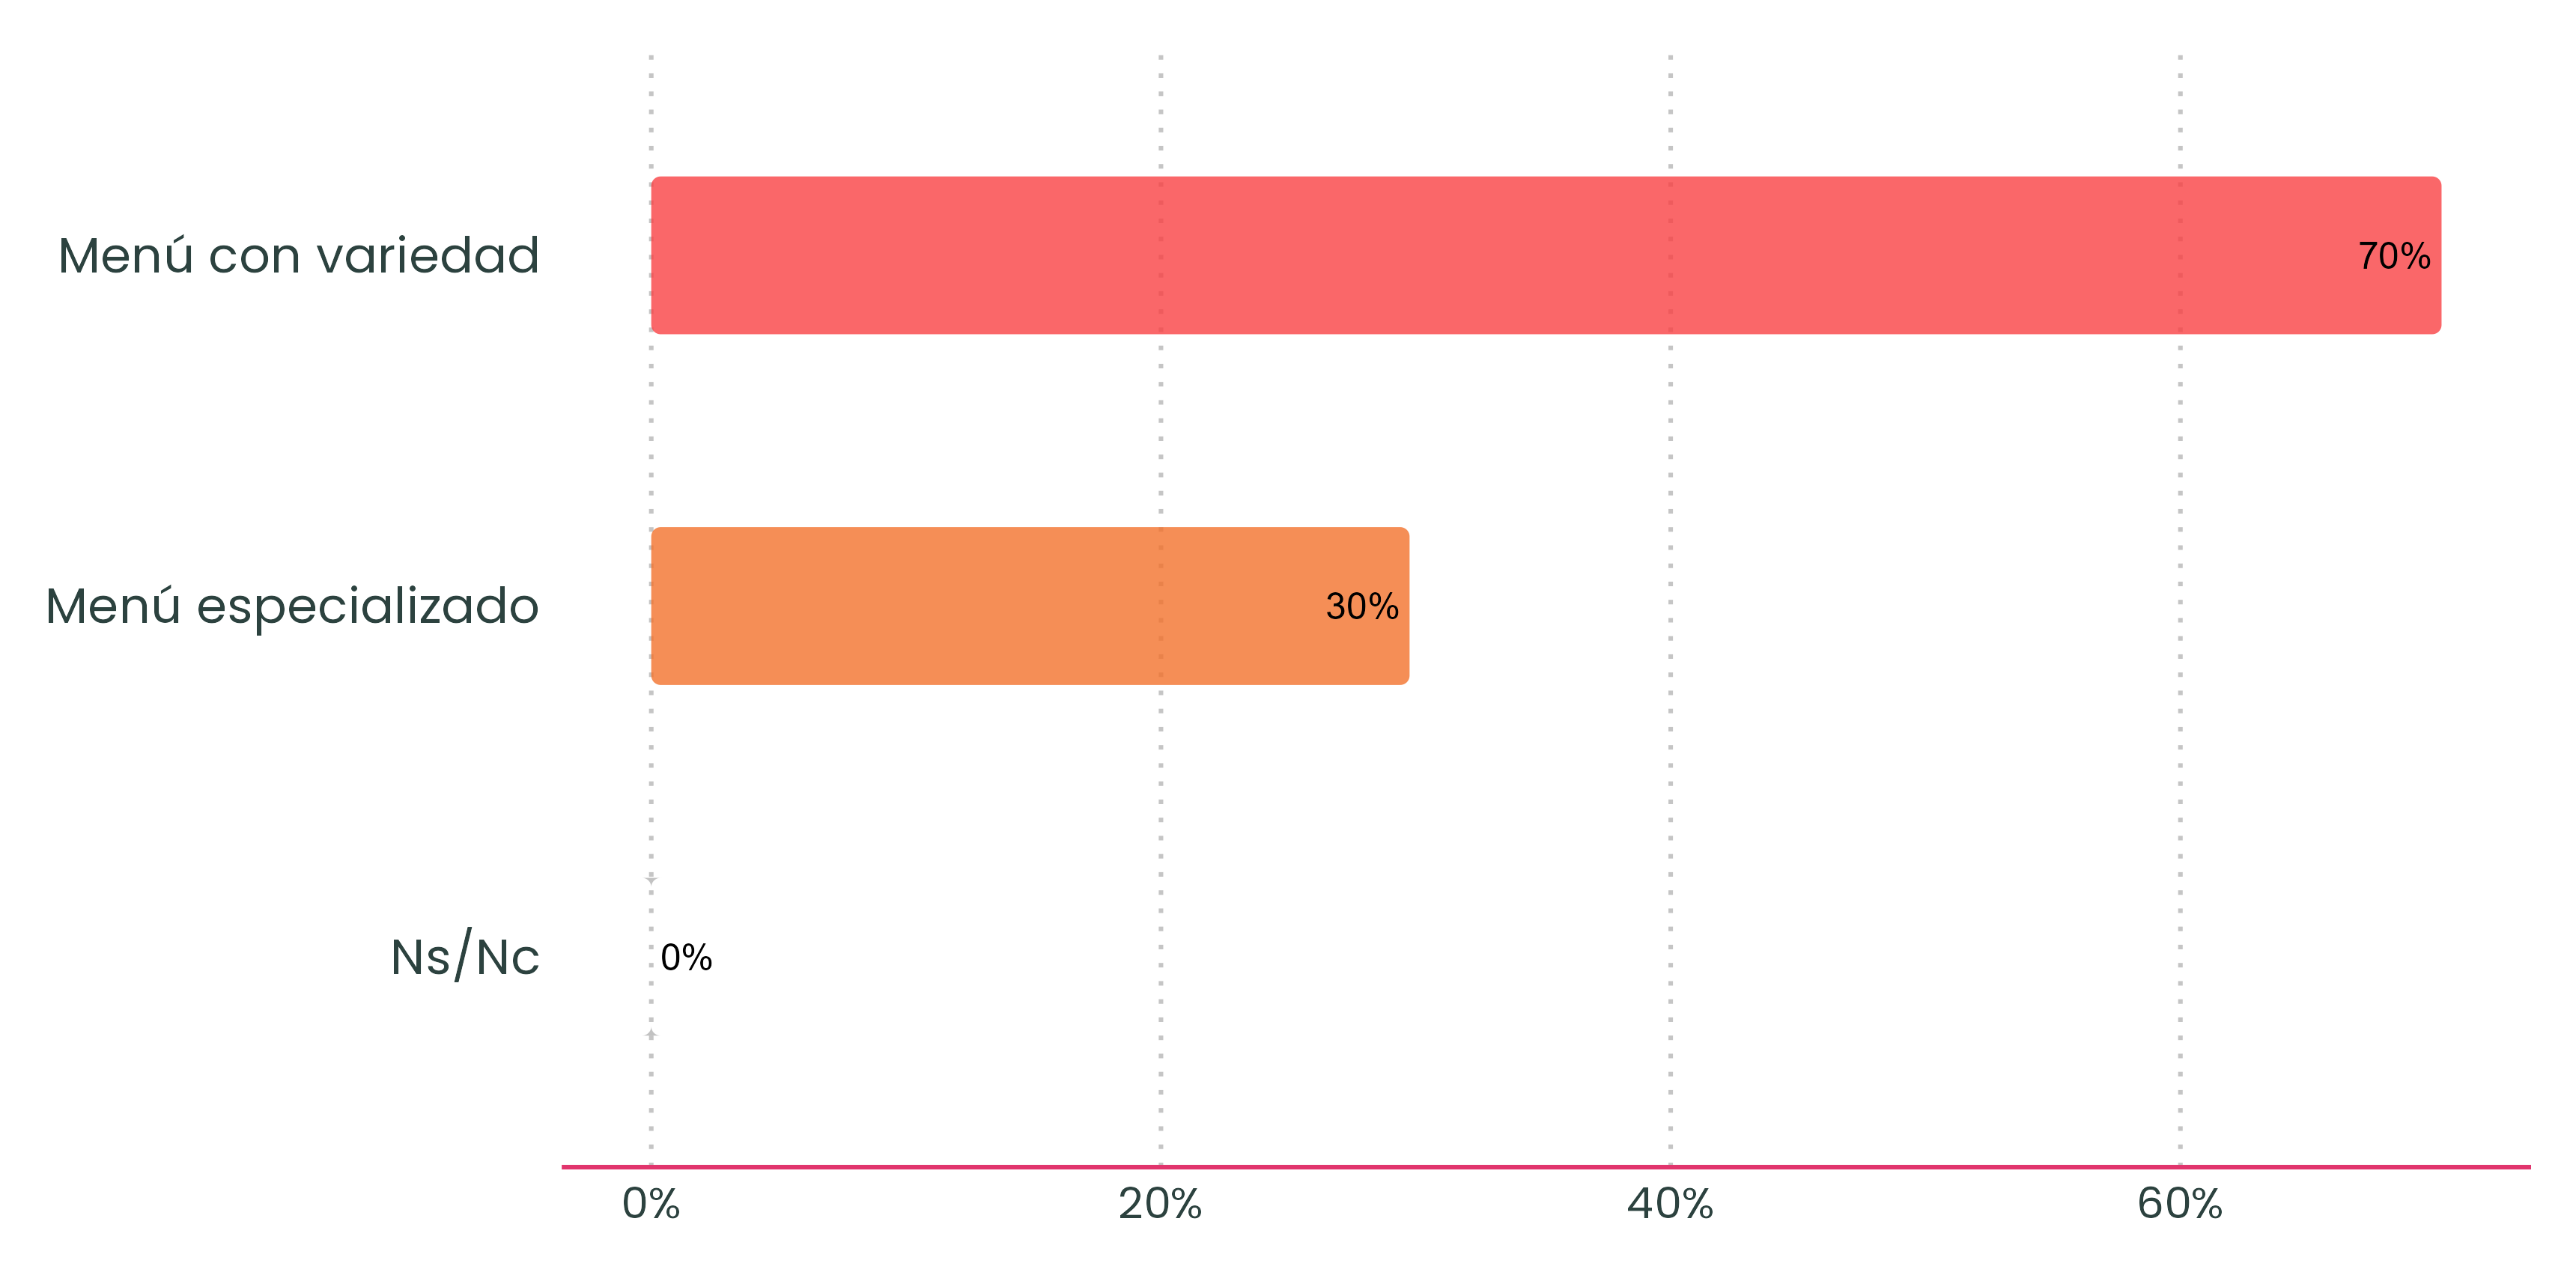 Menú con variedad
70%
Menú especializado
30%
Ns/Nc
0%
0% 20% 40% 60%